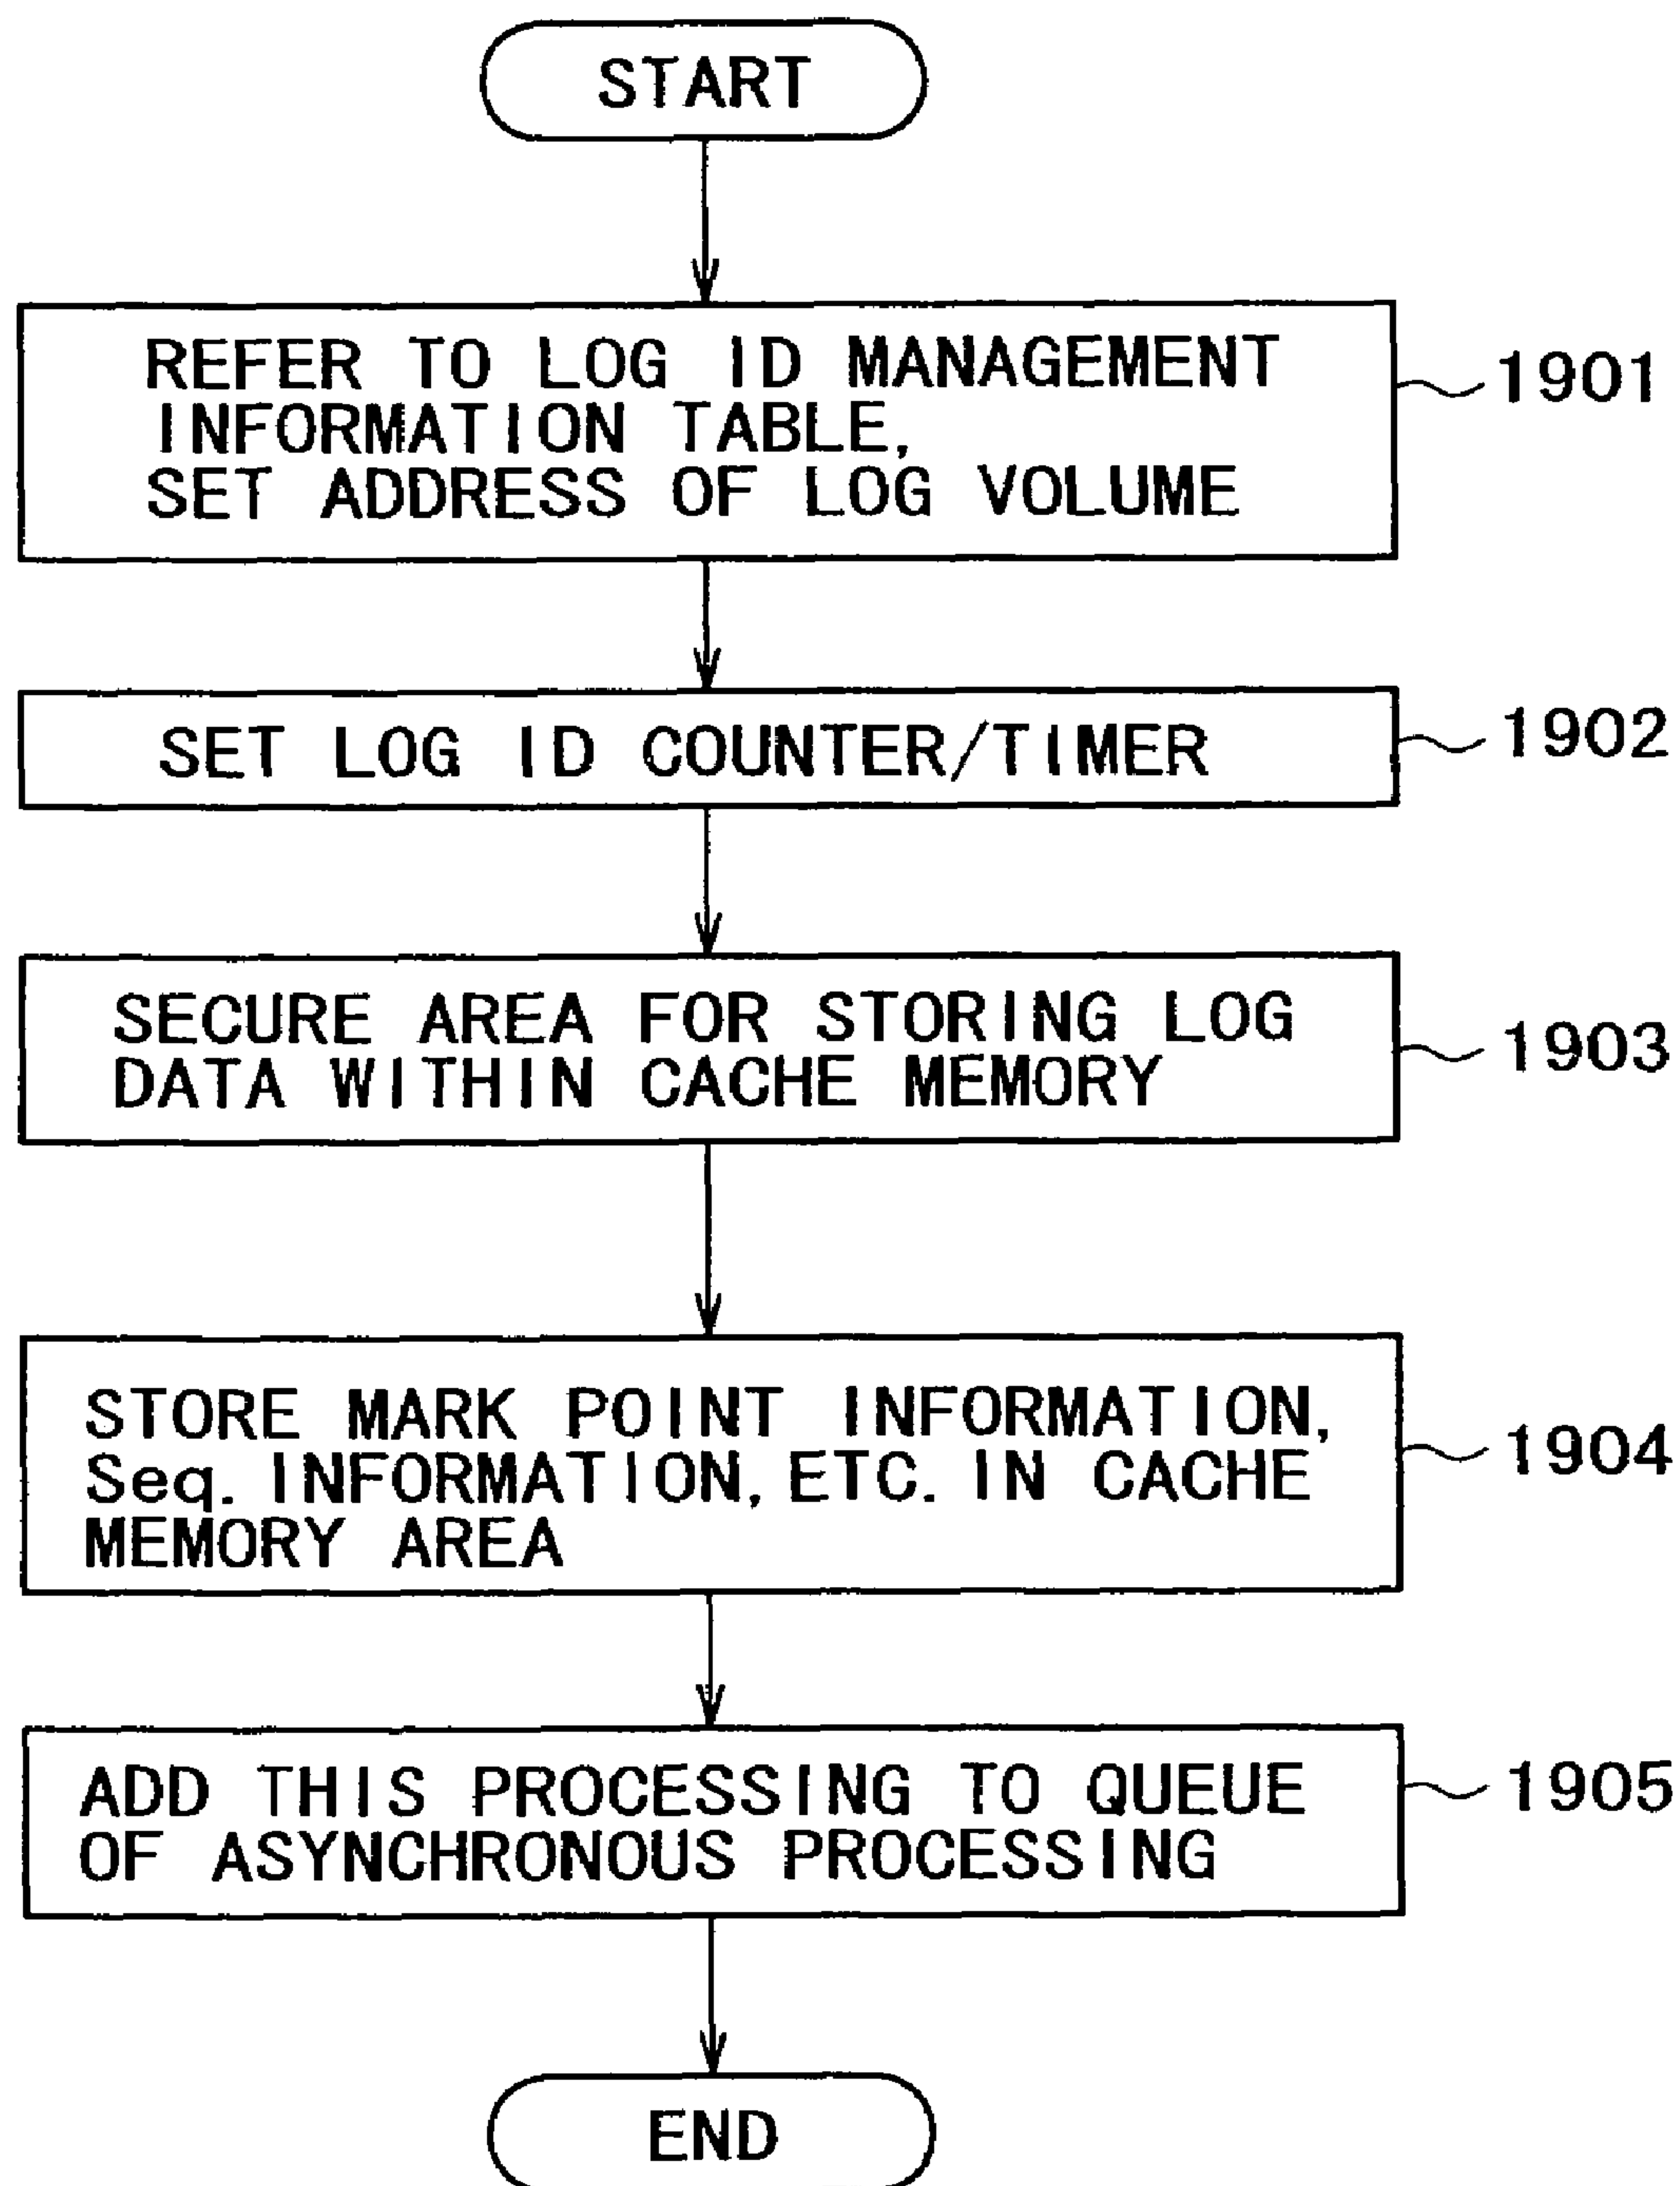 START
REFER TO LOG ID MANAGEMENT
INFORMATION TABLE,
SET ADDRESS OF LOG VOLUME
1901
SET LOG ID COUNTER/TIMER
1902
SECURE AREA FOR STORING LOG
DATA WITHIN CACHE MEMORY
1903
STORE MARK POINT INFORMATION,
Seq. INFORMATION, ETC. IN CACHE
MEMORY AREA
1904
ADD THIS PROCESSING TO QUEUE
OF ASYNCHRONOUS PROCESSING
1905
END